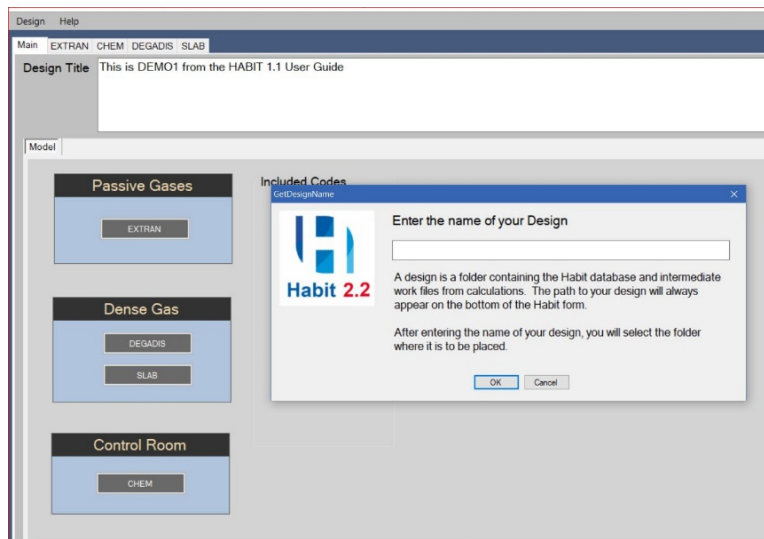 Design Help
Main EXTRAN CHEM DEGADIS SLAB
Design Title This is DEMO1 from the HABIT 1.1 User Guide
Model
Passive Gases
EXTRAN
Dense Gas
DEGADIS
SLAB
Control Room
CHEM
Included Codes
GetDesignName
Habit 2.2
Enter the name of your Design
A design is a folder containing the Habit database and intermediate
work files from calculations. The path to your design will always
appear on the bottom of the Habit form.
After entering the name of your design, you will select the folder
where it is to be placed.
OK Cancel